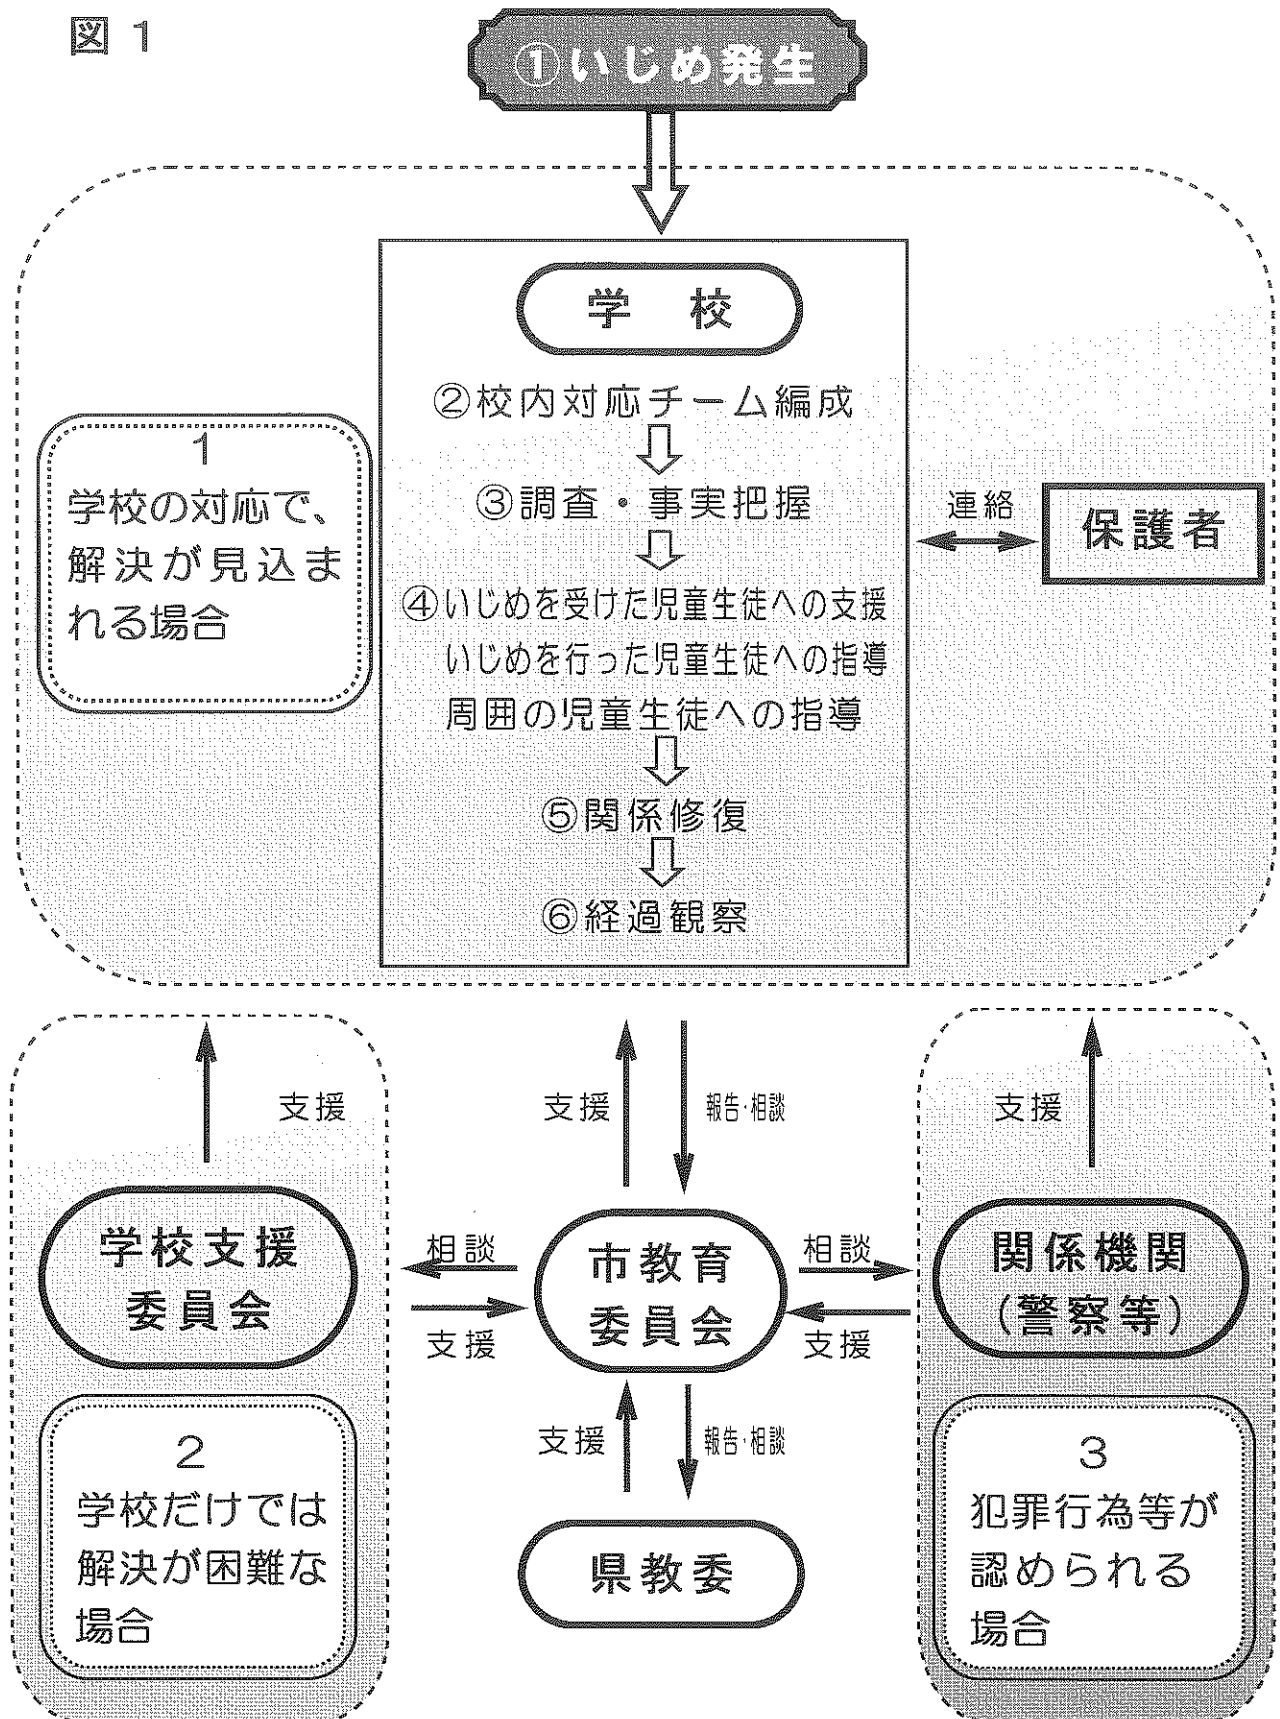 図 1
①いじめ発生
学 校
②校内対応チーム編成
③調査・事実把握
④いじめを受けた児童生徒への支援
いじめを行った児童生徒への指導
周囲の児童生徒への指導
⑤関係修復
⑥経過観察
1
学校の対応で、
解決が見込ま
れる場合
連絡
保護者
支援
支援
報告・相談
支援
学校支援
委員会
相談
支援
市教育
委員会
相談
支援
関係機関
(警察等)
支援
報告・相談
県教委
2
学校だけでは
解決が困難な
場合
3
犯罪行為等が
認められる
場合